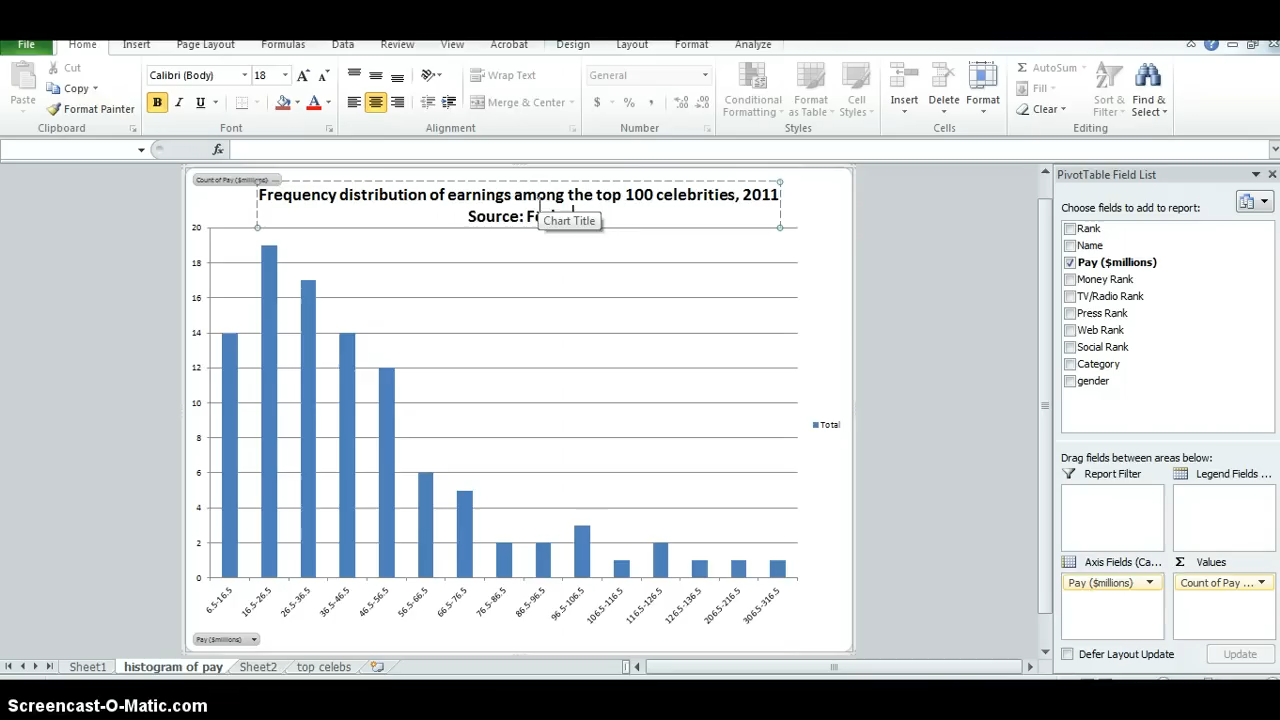 File Home Insert Page Layout Formulas Data Review View Acrobat Design Layout Format Analyze
Paste
Cut
Copy
Format Painter
Clipboard
Calibri (Body) 18
B I U
Font
Wrap Text
Merge & Center
Alignment
General
$ % ,
Number
Conditional Formatting
Format as Table
Cell Styles
Styles
Insert
Delete
Format
Cells
AutoSum
Fill
Clear
Sort & Filter
Find & Select
Editing
fx
Count of Pay ($millions)
Frequency distribution of earnings among the top 100 celebrities, 2011
Source:
Chart Title
20
18
16
14
12
10
8
6
4
2
0
6.5-16.5
16.5-26.5
26.5-36.5
36.5-46.5
46.5-56.5
56.5-66.5
66.5-76.5
76.5-86.5
86.5-96.5
96.5-106.5
106.5-116.5
116.5-126.5
126.5-136.5
206.5-216.5
306.5-316.5
Total
Pay ($millions)
PivotTable Field List
Choose fields to add to report:
Rank
Name
Pay ($millions)
Money Rank
TV/Radio Rank
Press Rank
Web Rank
Social Rank
Category
gender
Drag fields between areas below:
Report Filter
Legend Fields ...
Axis Fields (Ca...
Σ Values
Pay ($millions)
Count of Pay ...
Defer Layout Update
Update
Sheet1 histogram of pay Sheet2 top celebs
Screencast-O-Matic.com